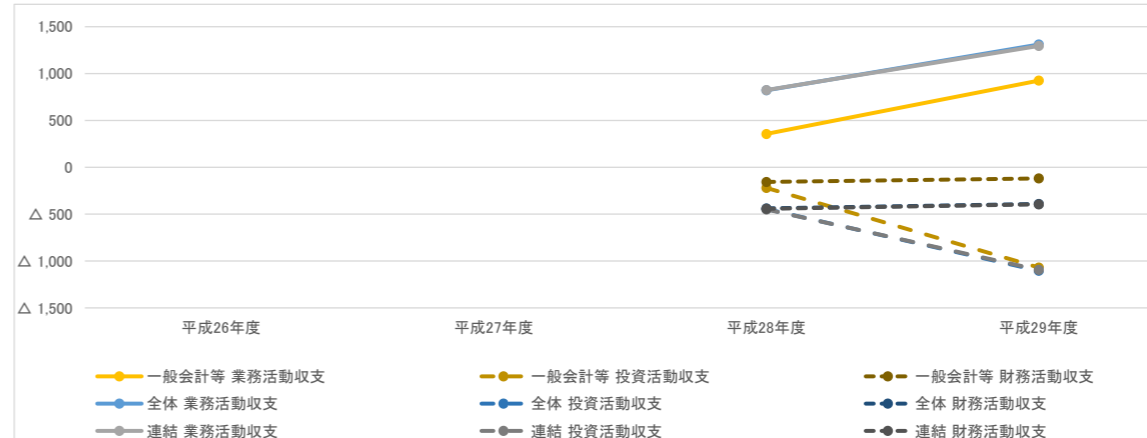 1,500
1,000
500
0
△ 500
△ 1,000
△ 1,500
平成26年度 平成27年度 平成28年度 平成29年度
一般会計等 業務活動収支 一般会計等 投資活動収支 一般会計等 財務活動収支
全体 業務活動収支 全体 投資活動収支 全体 財務活動収支
連結 業務活動収支 連結 投資活動収支 連結 財務活動収支